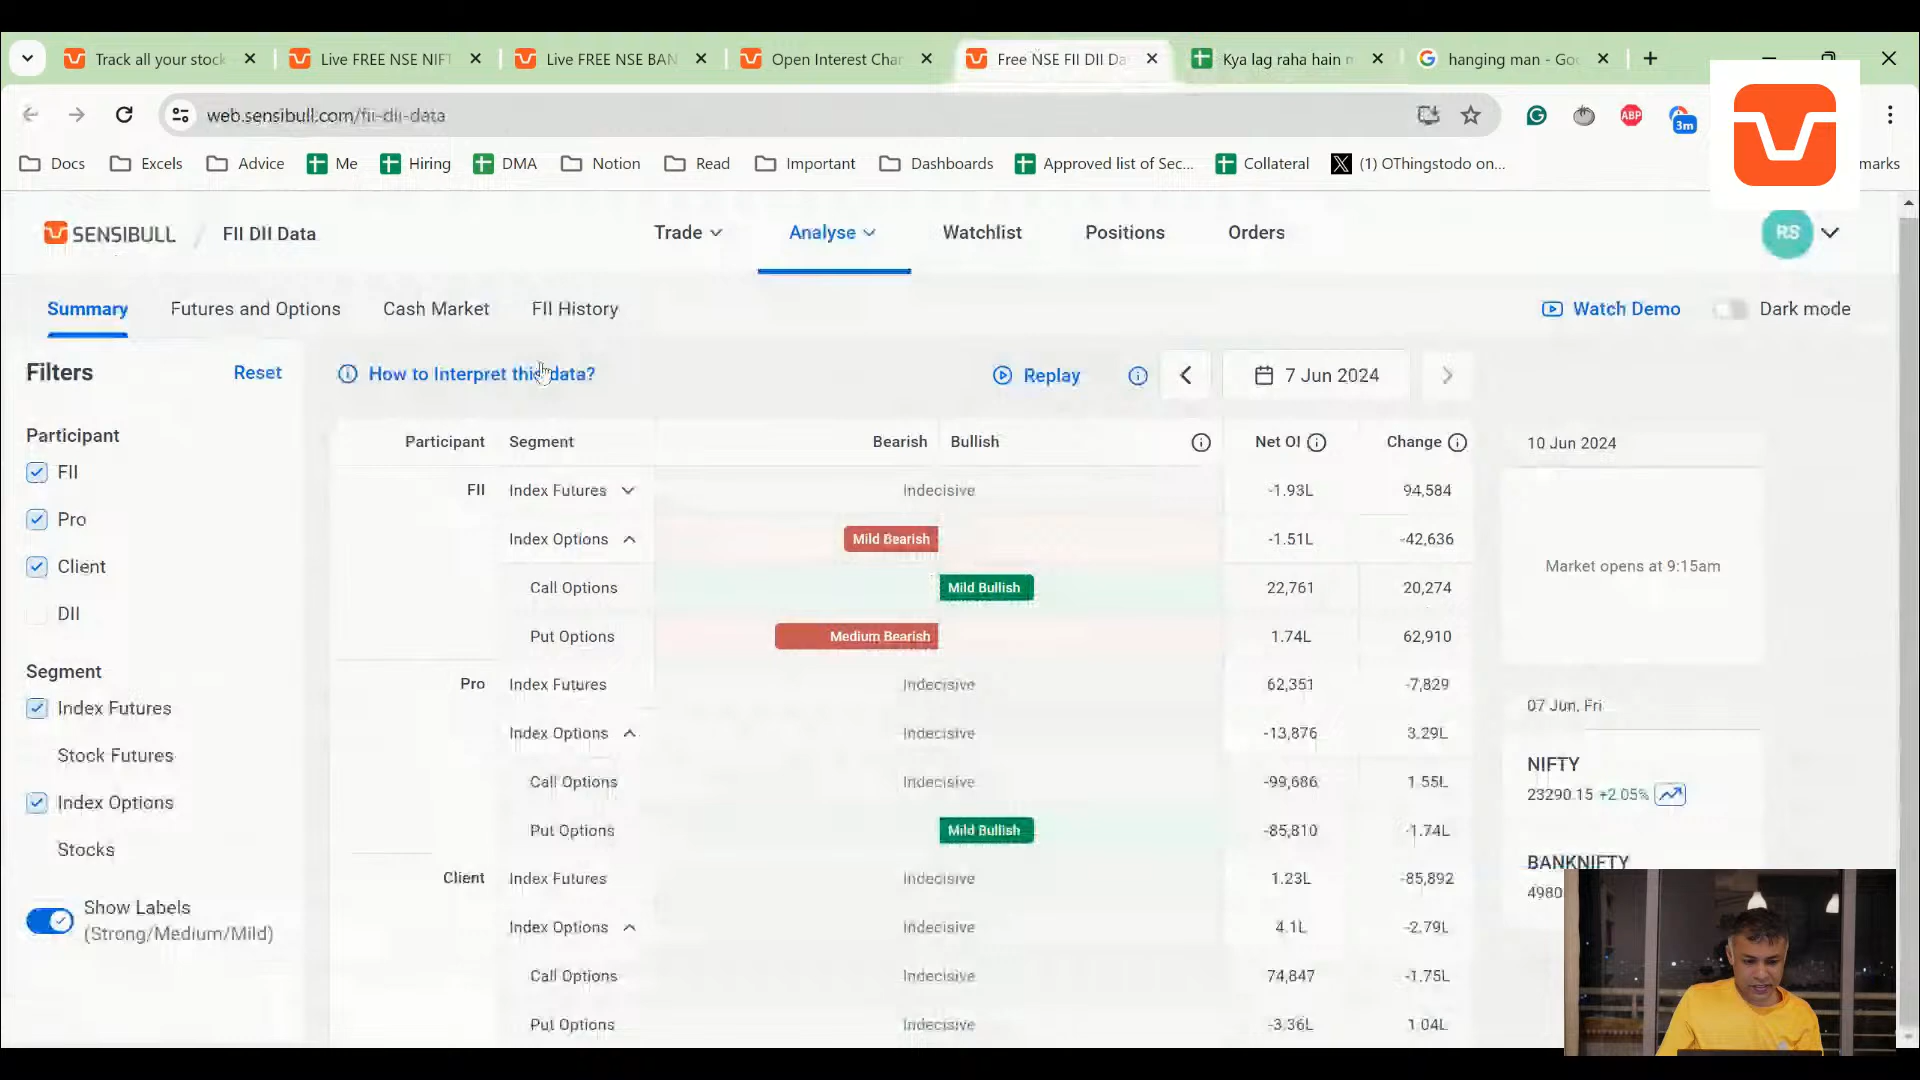 Track all your stock
Live FREE NSE NIFT
Live FREE NSE BAN
Open Interest Char
Free NSE FII DII Da
Kya lag raha hain n
hanging man - Goo
web.sensibull.com/fii-dii-data
ABP
3m
Docs
Excels
Advice
Me
Hiring
DMA
Notion
Read
Important
Dashboards
Approved list of Sec...
Collateral
(1) OThingstodo on...
marks
SENSIBULL / FII DII Data
Trade
Analyse
Watchlist
Positions
Orders
RS
Summary
Futures and Options
Cash Market
FII History
Watch Demo
Dark mode
Filters
Reset
How to Interpret this data?
Replay
7 Jun 2024
Participant
FII
Pro
Client
DII
Segment
Index Futures
Stock Futures
Index Options
Stocks
Show Labels
(Strong/Medium/Mild)
Participant Segment Bearish Bullish Net OI Change
FII Index Futures Indecisive -1.93L 94,584
Index Options Mild Bearish -1.51L -42,636
Call Options Mild Bullish 22,761 20,274
Put Options Medium Bearish 1.74L 62,910
Pro Index Futures Indecisive 62,351 -7,829
Index Options Indecisive -13,876 3.29L
Call Options Indecisive -99,686 1.55L
Put Options Mild Bullish -85,810 -1.74L
Client Index Futures Indecisive 1.23L -85,892
Index Options Indecisive 4.1L -2.79L
Call Options Indecisive 74,847 -1.75L
Put Options Indecisive -3.36L 1.04L
10 Jun 2024
Market opens at 9:15am
07 Jun, Fri
NIFTY
23290.15 +2.05%
BANKNIFTY
4980